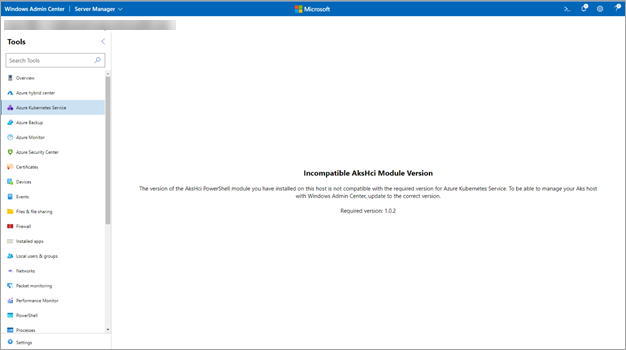 Windows Admin Center
Server Manager
Microsoft
Tools
Search Tools
Overview
Azure hybrid center
Azure Kubernetes Service
Azure Backup
Azure Monitor
Azure Security Center
Certificates
Devices
Events
Files & file sharing
Firewall
Installed apps
Local users & groups
Networks
Packet monitoring
Performance Monitor
PowerShell
Processes
Settings
Incompatible AksHci Module Version
The version of the AksHci PowerShell module you have installed on this host is not compatible with the required version for Azure Kubernetes Service. To be able to manage your Aks host
with Windows Admin Center, update to the correct version.
Required version: 1.0.2